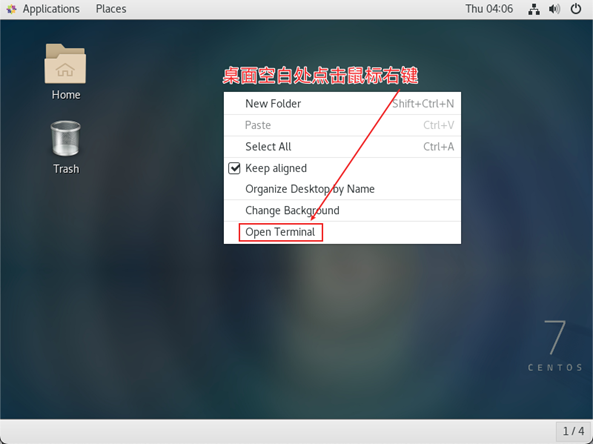 Applications Places Thu 04:06
Home
Trash
桌面空白处点击鼠标右键
New Folder Shift+Ctrl+N
Paste Ctrl+V
Select All Ctrl+A
Keep aligned
Organize Desktop by Name
Change Background
Open Terminal
7
CENTOS
1 / 4